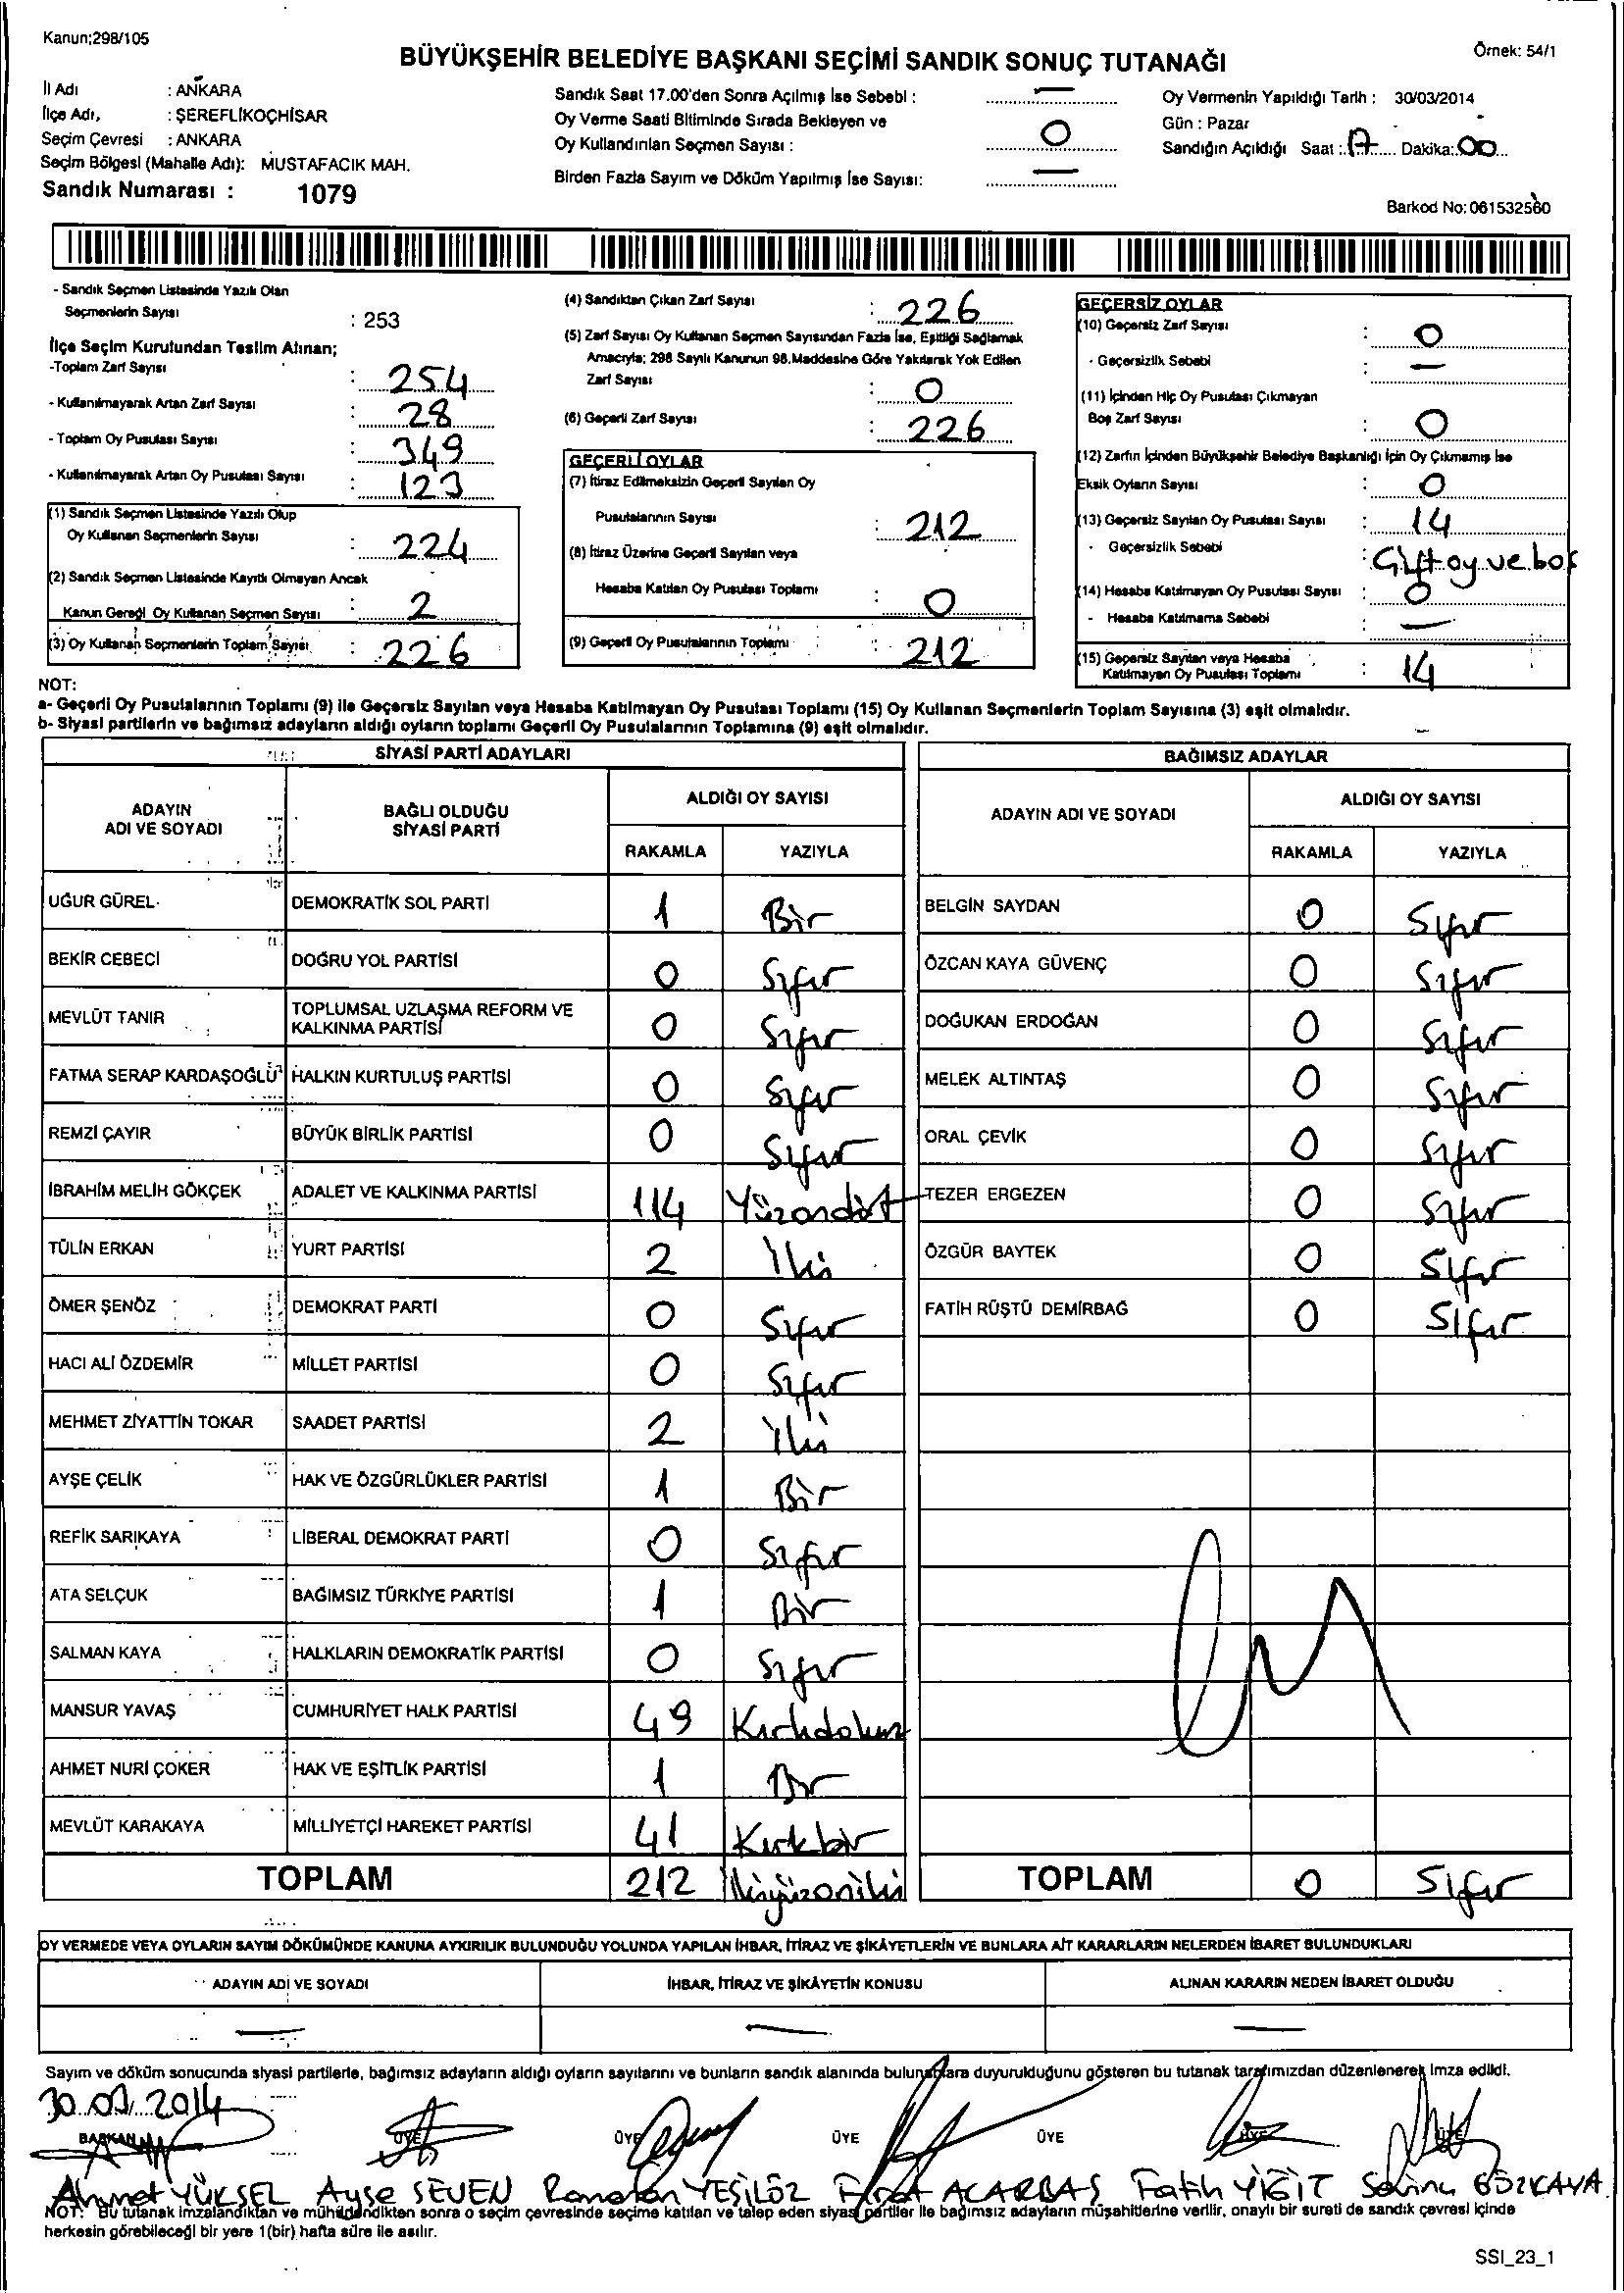 Kanun;298/105
BÜYÜKŞEHİR BELEDİYE BAŞKANI SEÇİMİ SANDIK SONUÇ TUTANAĞI
Örnek: 54/1
İl Adı : ANKARA
İlçe Adı, : ŞEREFLİKOÇHİSAR
Seçim Çevresi : ANKARA
Seçim Bölgesi (Mahalle Adı): MUSTAFACIK MAH.
Sandık Numarası : 1079
Sandık Saat 17.00'den Sonra Açılmış İse Sebebi : —
Oy Verme Saati Bitiminde Sırada Bekleyen ve
Oy Kullandırılan Seçmen Sayısı : 0
Birden Fazla Sayım ve Döküm Yapılmış İse Sayısı: —
Oy Vermenin Yapıldığı Tarih : 30/03/2014
Gün : Pazar
Sandığın Açıldığı Saat : 17 Dakika: 00
Barkod No: 061532560
- Sandık Seçmen Listesinde Yazılı Olan
Seçmenlerin Sayısı : 253
İlçe Seçim Kurulundan Teslim Alınan;
-Toplam Zarf Sayısı : 254
- Kullanılmayarak Artan Zarf Sayısı : 28
- Toplam Oy Pusulası Sayısı : 349
- Kullanılmayarak Artan Oy Pusulası Sayısı : 123
(1) Sandık Seçmen Listesinde Yazılı Olup
Oy Kullanan Seçmenlerin Sayısı : 224
(2) Sandık Seçmen Listesinde Kayıtlı Olmayan Ancak
Kanun Gereği Oy Kullanan Seçmen Sayısı : 2
(3) Oy Kullanan Seçmenlerin Toplam Sayısı : 226
(4) Sandıktan Çıkan Zarf Sayısı : 226
(5) Zarf Sayısı Oy Kullanan Seçmen Sayısından Fazla İse, Eşitliği Sağlamak
Amacıyla; 298 Sayılı Kanunun 98.Maddesine Göre Yakılarak Yok Edilen
Zarf Sayısı : 0
(6) Geçerli Zarf Sayısı : 226
GEÇERLİ OYLAR
(7) İtiraz Edilmeksizin Geçerli Sayılan Oy
Pusulalarının Sayısı : 212
(8) İtiraz Üzerine Geçerli Sayılan veya
Hesaba Katılan Oy Pusulası Toplamı : 0
(9) Geçerli Oy Pusulalarının Toplamı : 212
GEÇERSİZ OYLAR
(10) Geçersiz Zarf Sayısı : 0
- Geçersizlik Sebebi : —
(11) İçinden Hiç Oy Pusulası Çıkmayan
Boş Zarf Sayısı : 0
(12) Zarfın İçinden Büyükşehir Belediye Başkanlığı İçin Oy Çıkmamış İse
Eksik Oyların Sayısı : 0
(13) Geçersiz Sayılan Oy Pusulası Sayısı : 14
- Geçersizlik Sebebi : Çift oy ve boş
(14) Hesaba Katılmayan Oy Pusulası Sayısı : 0
- Hesaba Katılmama Sebebi : —
(15) Geçersiz Sayılan veya Hesaba
Katılmayan Oy Pusulası Toplamı : 14
NOT:
a- Geçerli Oy Pusulalarının Toplamı (9) ile Geçersiz Sayılan veya Hesaba Katılmayan Oy Pusulası Toplamı (15) Oy Kullanan Seçmenlerin Toplam Sayısına (3) eşit olmalıdır.
b- Siyasi partilerin ve bağımsız adayların aldığı oyların toplamı Geçerli Oy Pusulalarının Toplamına (9) eşit olmalıdır.
SİYASİ PARTİ ADAYLARI
ADAYIN ADI VE SOYADI
BAĞLI OLDUĞU SİYASİ PARTİ
ALDIĞI OY SAYISI
RAKAMLA YAZIYLA
UĞUR GÜREL DEMOKRATİK SOL PARTİ 1 Bir
BEKİR CEBECİ DOĞRU YOL PARTİSİ 0 Sıfır
MEVLÜT TANIR TOPLUMSAL UZLAŞMA REFORM VE KALKINMA PARTİSİ 0 Sıfır
FATMA SERAP KARDAŞOĞLU HALKIN KURTULUŞ PARTİSİ 0 Sıfır
REMZİ ÇAYIR BÜYÜK BİRLİK PARTİSİ 0 Sıfır
İBRAHİM MELİH GÖKÇEK ADALET VE KALKINMA PARTİSİ 114 Yüzondört
TÜLİN ERKAN YURT PARTİSİ 2 İki
ÖMER ŞENÖZ DEMOKRAT PARTİ 0 Sıfır
HACI ALİ ÖZDEMİR MİLLET PARTİSİ 0 Sıfır
MEHMET ZİYATTİN TOKAR SAADET PARTİSİ 2 İki
AYŞE ÇELİK HAK VE ÖZGÜRLÜKLER PARTİSİ 1 Bir
REFİK SARIKAYA LİBERAL DEMOKRAT PARTİ 0 Sıfır
ATA SELÇUK BAĞIMSIZ TÜRKİYE PARTİSİ 1 Bir
SALMAN KAYA HALKLARIN DEMOKRATİK PARTİSİ 0 Sıfır
MANSUR YAVAŞ CUMHURİYET HALK PARTİSİ 49 Kırkdokuz
AHMET NURİ ÇOKER HAK VE EŞİTLİK PARTİSİ 1 Bir
MEVLÜT KARAKAYA MİLLİYETÇİ HAREKET PARTİSİ 41 Kırkbir
TOPLAM 212 İkiyüzoniki
BAĞIMSIZ ADAYLAR
ADAYIN ADI VE SOYADI
ALDIĞI OY SAYISI
RAKAMLA YAZIYLA
BELGİN SAYDAN 0 Sıfır
ÖZCAN KAYA GÜVENÇ 0 Sıfır
DOĞUKAN ERDOĞAN 0 Sıfır
MELEK ALTINTAŞ 0 Sıfır
ORAL ÇEVİK 0 Sıfır
TEZER ERGEZEN 0 Sıfır
ÖZGÜR BAYTEK 0 Sıfır
FATİH RÜŞTÜ DEMİRBAĞ 0 Sıfır
TOPLAM 0 Sıfır
OY VERMEDE VEYA OYLARIN SAYIM DÖKÜMÜNDE KANUNA AYKIRILIK BULUNDUĞU YOLUNDA YAPILAN İHBAR, İTİRAZ VE ŞİKÂYETLERİN VE BUNLARA AİT KARARLARIN NELERDEN İBARET BULUNDUKLARI
ADAYIN ADI VE SOYADI İHBAR, İTİRAZ VE ŞİKÂYETİN KONUSU ALINAN KARARIN NEDEN İBARET OLDUĞU
— — —
Sayım ve döküm sonucunda siyasi partilerle, bağımsız adayların aldığı oyların sayılarını ve bunların sandık alanında bulunanlara duyurulduğunu gösteren bu tutanak tarafımızdan düzenlenerek imza edildi.
30.03.2014
BAŞKAN ÜYE ÜYE ÜYE ÜYE ÜYE ÜYE
Ahmet YÜKSEL Ayşe SEVEN Ramazan YEŞİLÖZ Fırat ACARBAŞ Fatih YİĞİT GÖZKAYA
NOT: Bu tutanak imzalandıktan ve mühürlendikten sonra o seçim çevresinde seçime katılan ve talep eden siyasi partiler ile bağımsız adayların müşahitlerine verilir, onaylı bir sureti de sandık çevresi içinde
herkesin görebileceği bir yere 1(bir) hafta süre ile asılır.
SSI_23_1